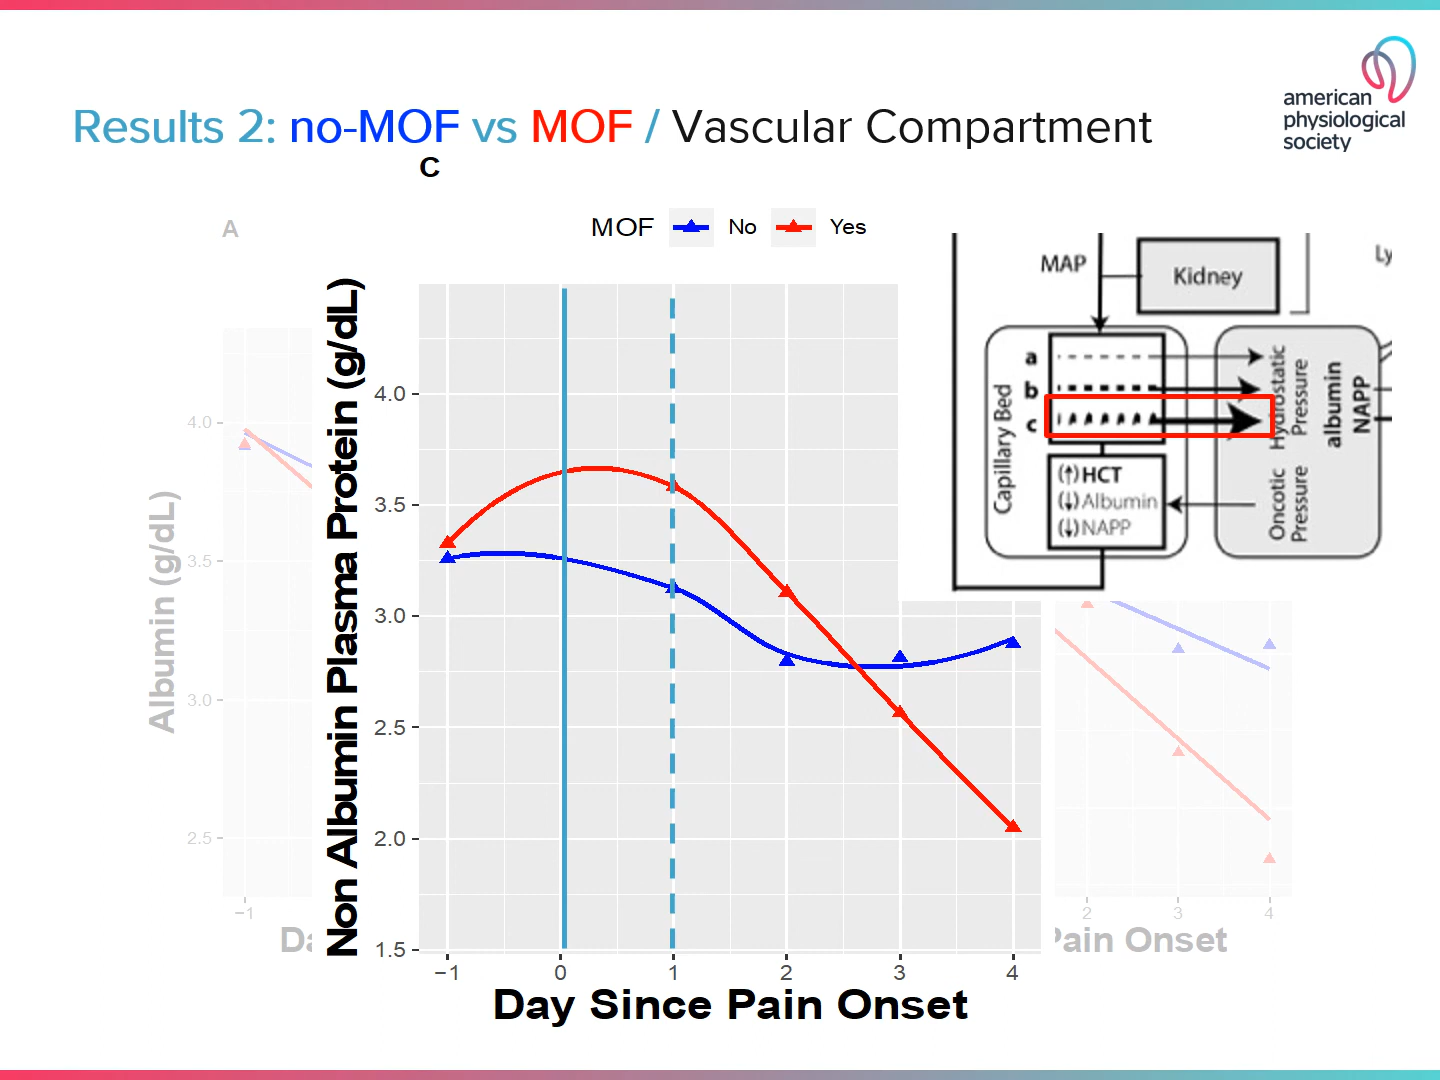 american
physiological
society
Results 2: no-MOF vs MOF / Vascular Compartment
C
A
MOF No Yes
Non Albumin Plasma Protein (g/dL)
4.0
3.5
3.0
2.5
2.0
1.5
−1 0 1 2 3 4
Day Since Pain Onset
Albumin (g/dL)
4.0
3.5
3.0
2.5
−1
2 3 4
Pain Onset
MAP
Kidney
Ly
Capillary Bed
a
b
c
(↑)HCT
(↓)Albumin
(↓)NAPP
Hydrostatic
Pressure
Oncotic
Pressure
albumin
NAPP